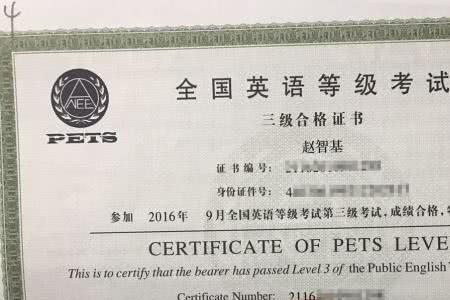 4
NEEA
PETS
全国英语等级考试
三级合格证书
赵智基
证书编号:
身份证件号: 4
参加 2016年 9月全国英语等级考试第三级考试,成绩合格,特
CERTIFICATE OF PETS LEVE
This is to certify that the bearer has passed Level 3 of the Public English
Certificate Number: 2116